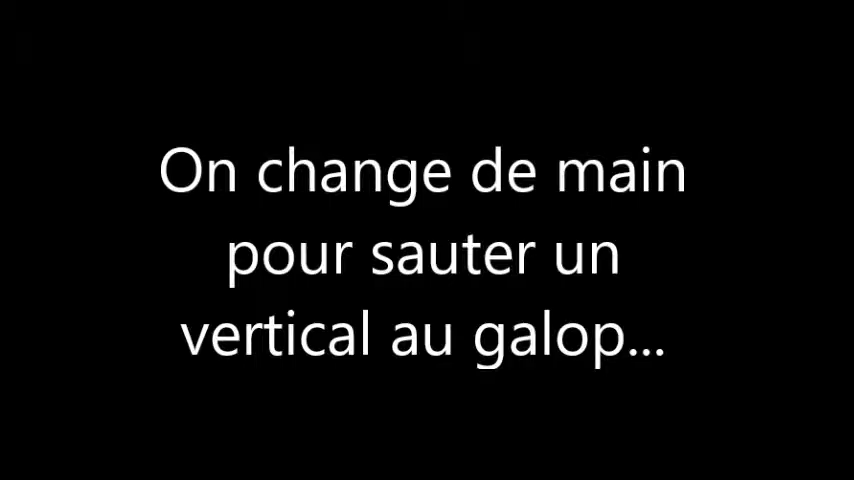 On change de main
pour sauter un
vertical au galop...